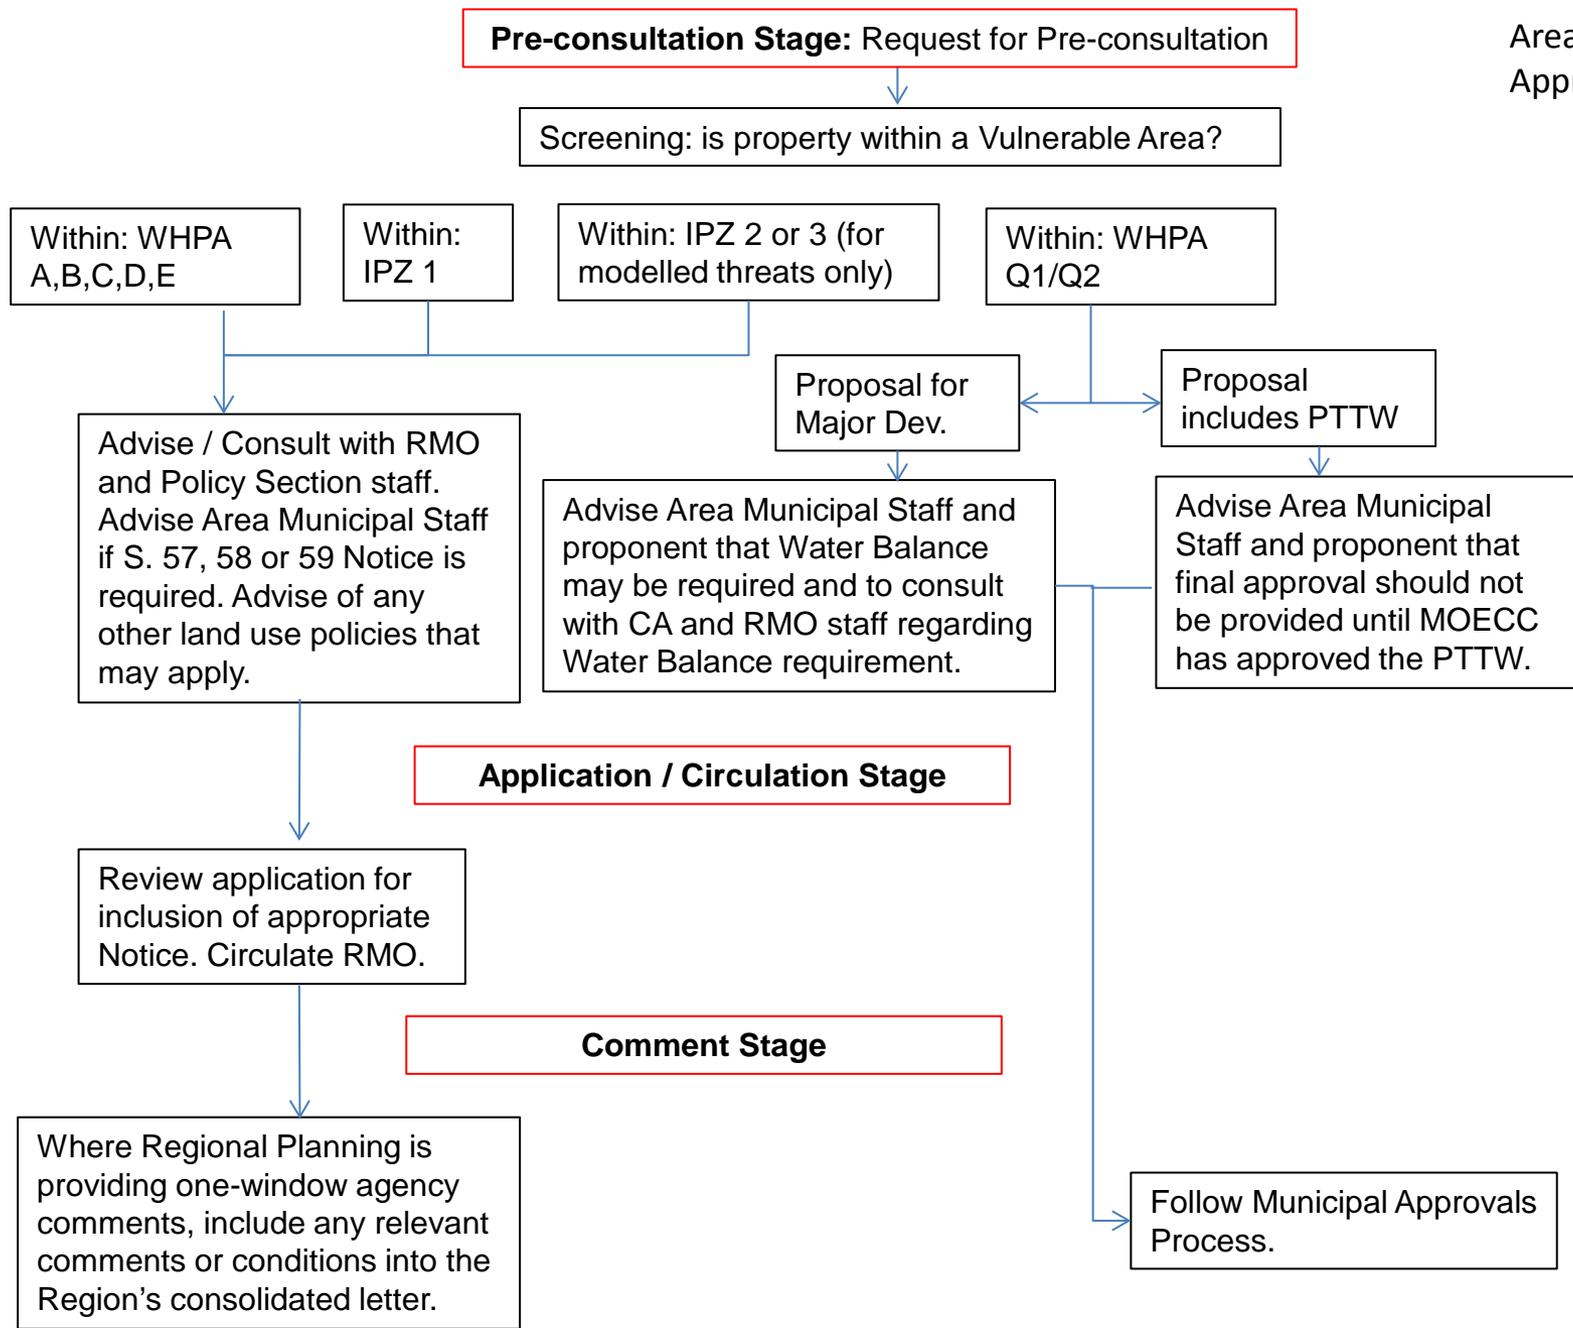 Pre-consultation Stage: Request for Pre-consultation
Screening: is property within a Vulnerable Area?
Within: WHPA
A,B,C,D,E
Within:
IPZ 1
Within: IPZ 2 or 3 (for
modelled threats only)
Within: WHPA
Q1/Q2
Proposal for
Major Dev.
Proposal
includes PTTW
Advise / Consult with RMO
and Policy Section staff.
Advise Area Municipal Staff
if S. 57, 58 or 59 Notice is
required. Advise of any
other land use policies that
may apply.
Advise Area Municipal Staff and
proponent that Water Balance
may be required and to consult
with CA and RMO staff regarding
Water Balance requirement.
Advise Area Municipal
Staff and proponent that
final approval should not
be provided until MOECC
has approved the PTTW.
Application / Circulation Stage
Review application for
inclusion of appropriate
Notice. Circulate RMO.
Comment Stage
Where Regional Planning is
providing one-window agency
comments, include any relevant
comments or conditions into the
Region's consolidated letter.
Follow Municipal Approvals
Process.